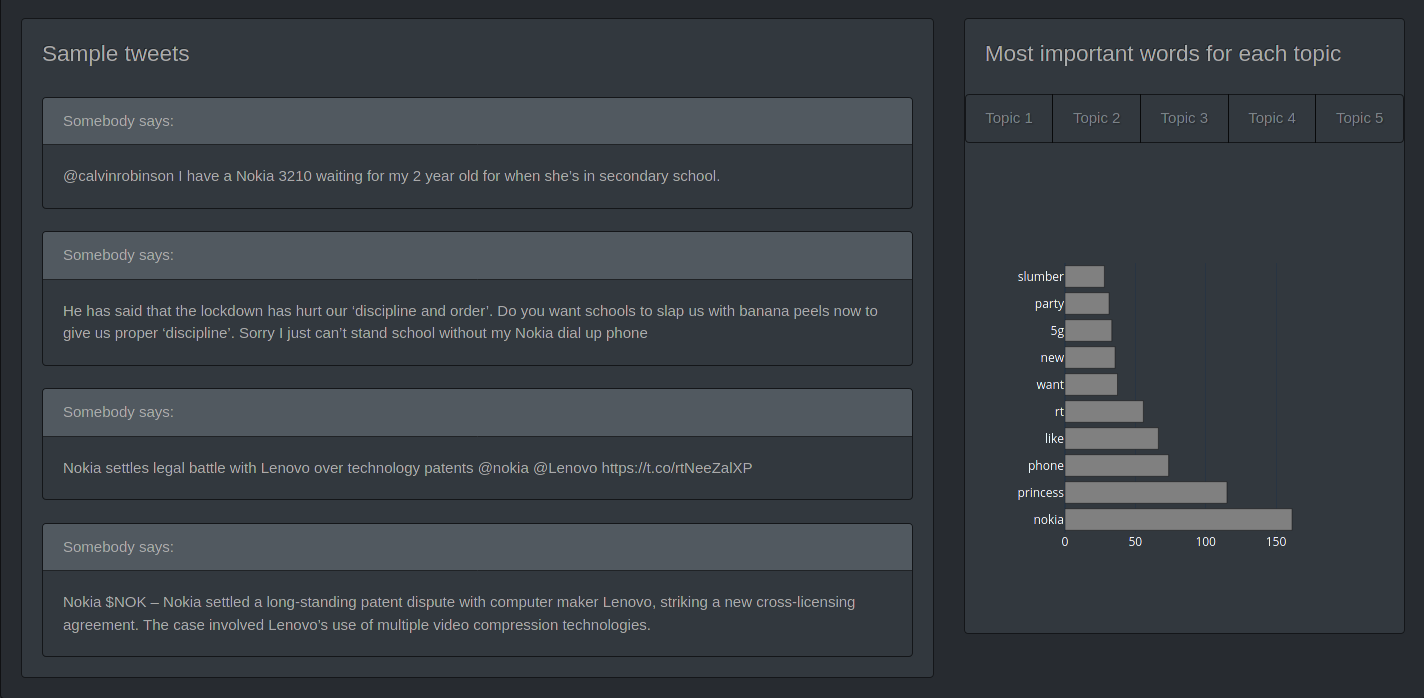 Sample tweets
Somebody says:
@calvinrobinson I have a Nokia 3210 waiting for my 2 year old for when she’s in secondary school.
Somebody says:
He has said that the lockdown has hurt our ‘discipline and order’. Do you want schools to slap us with banana peels now to
give us proper ‘discipline’. Sorry I just can’t stand school without my Nokia dial up phone
Somebody says:
Nokia settles legal battle with Lenovo over technology patents @nokia @Lenovo https://t.co/rtNeeZalXP
Somebody says:
Nokia $NOK – Nokia settled a long-standing patent dispute with computer maker Lenovo, striking a new cross-licensing
agreement. The case involved Lenovo’s use of multiple video compression technologies.
Most important words for each topic
Topic 1 Topic 2 Topic 3 Topic 4 Topic 5
slumber
party
5g
new
want
rt
like
phone
princess
nokia
0 50 100 150